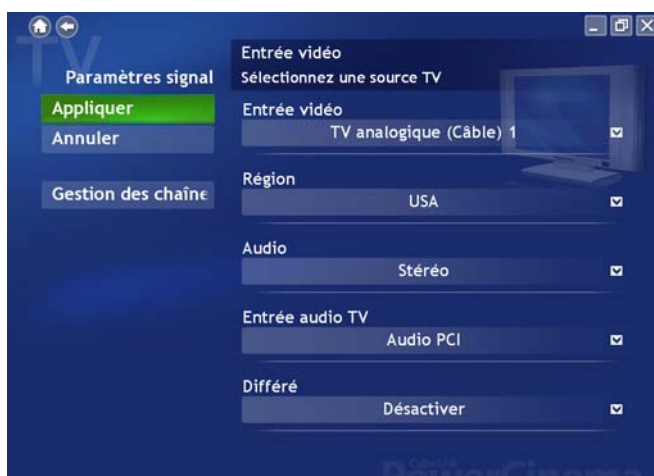 TV
Paramètres signal
Appliquer
Annuler
Gestion des chaîne
Entrée vidéo
Sélectionnez une source TV
Entrée vidéo
TV analogique (Câble) 1
Région
USA
Audio
Stéréo
Entrée audio TV
Audio PCI
Différé
Désactiver
PowerCinema